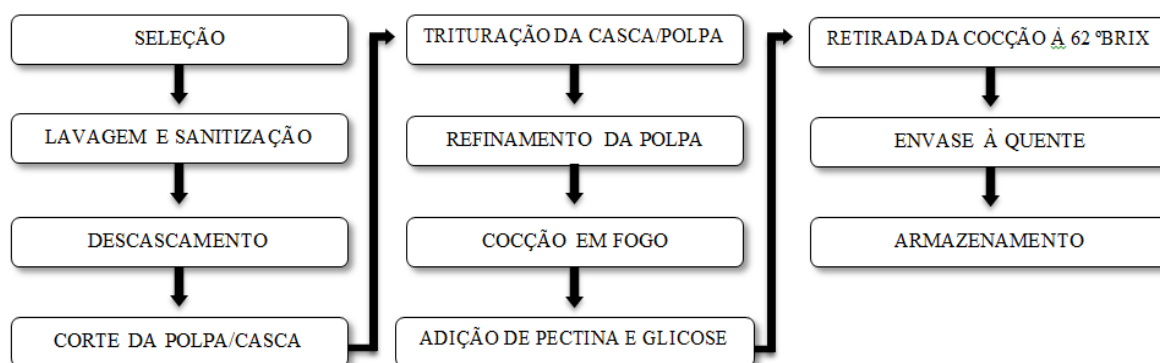 SELEÇÃO
LAVAGEM E SANITIZAÇÃO
DESCASCAMENTO
CORTE DA POLPA/CASCA
TRITURAÇÃO DA CASCA/POLPA
REFINAMENTO DA POLPA
COCÇÃO EM FOGO
ADIÇÃO DE PECTINA E GLICOSE
RETIRADA DA COCÇÃO À 62 ºBRIX
ENVASE À QUENTE
ARMAZENAMENTO